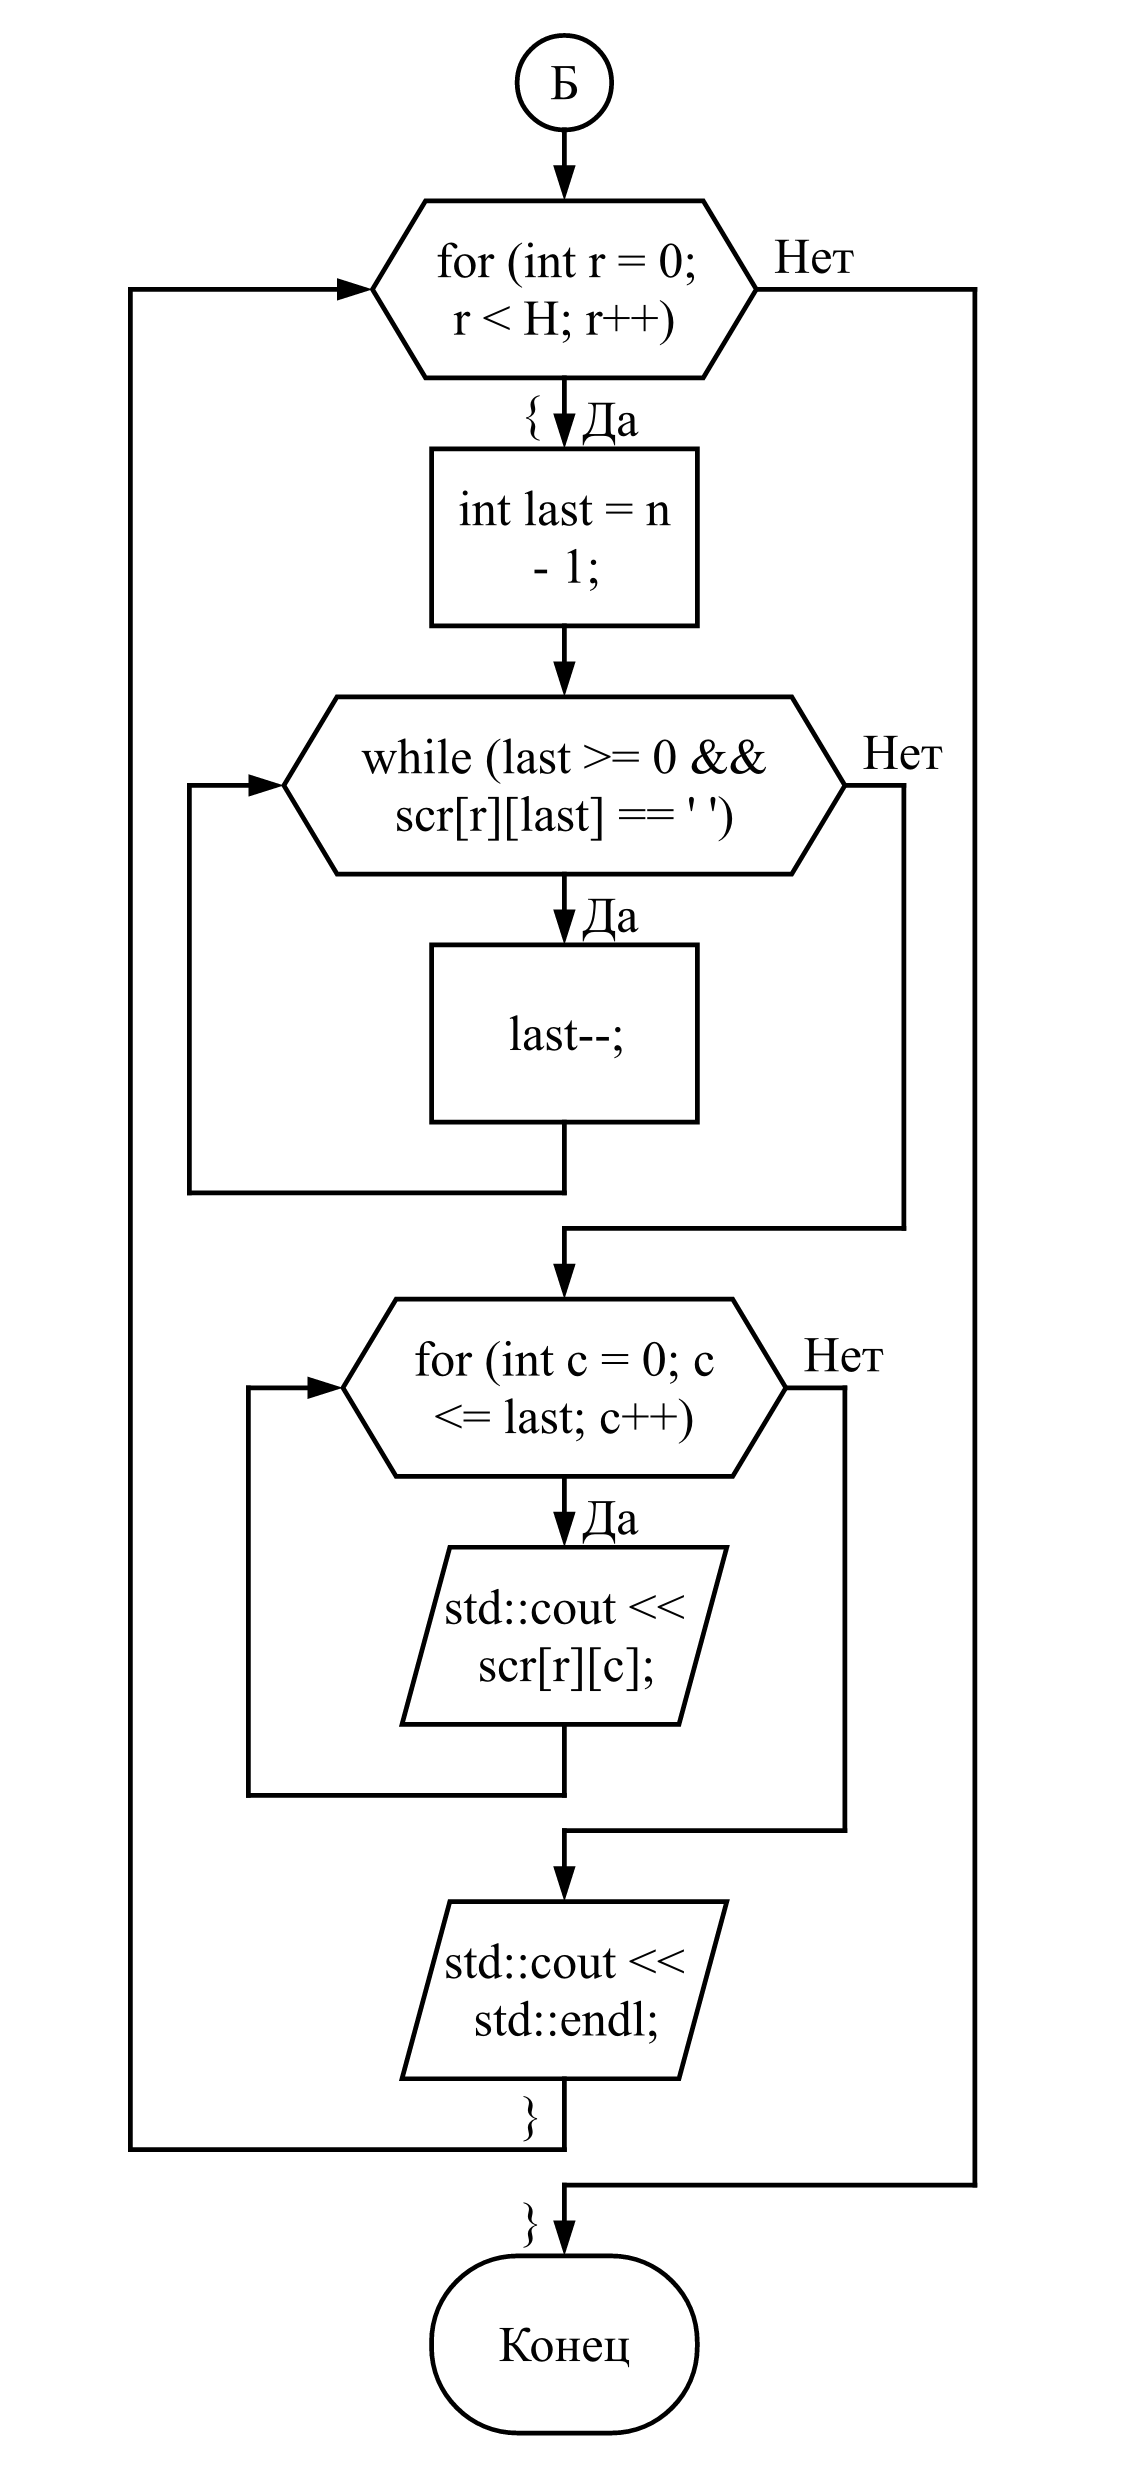 Б
for (int r = 0;
r < H; r++)
Нет
{
Да
int last = n
- 1;
while (last >= 0 &&
scr[r][last] == ' ')
Нет
Да
last--;
for (int c = 0; c
<= last; c++)
Нет
Да
std::cout <<
scr[r][c];
std::cout <<
std::endl;
}
}
Конец